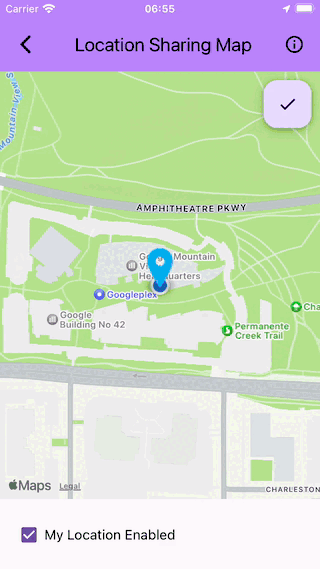 Carrier
06:55
Location Sharing Map
Mountain View S
AMPHITHEATRE PKWY
Mountain
Headquarters
Googleplex
Google
Building No 42
Permanente
Creek Trail
Cha
Maps
Legal
CHARLESTON
My Location Enabled